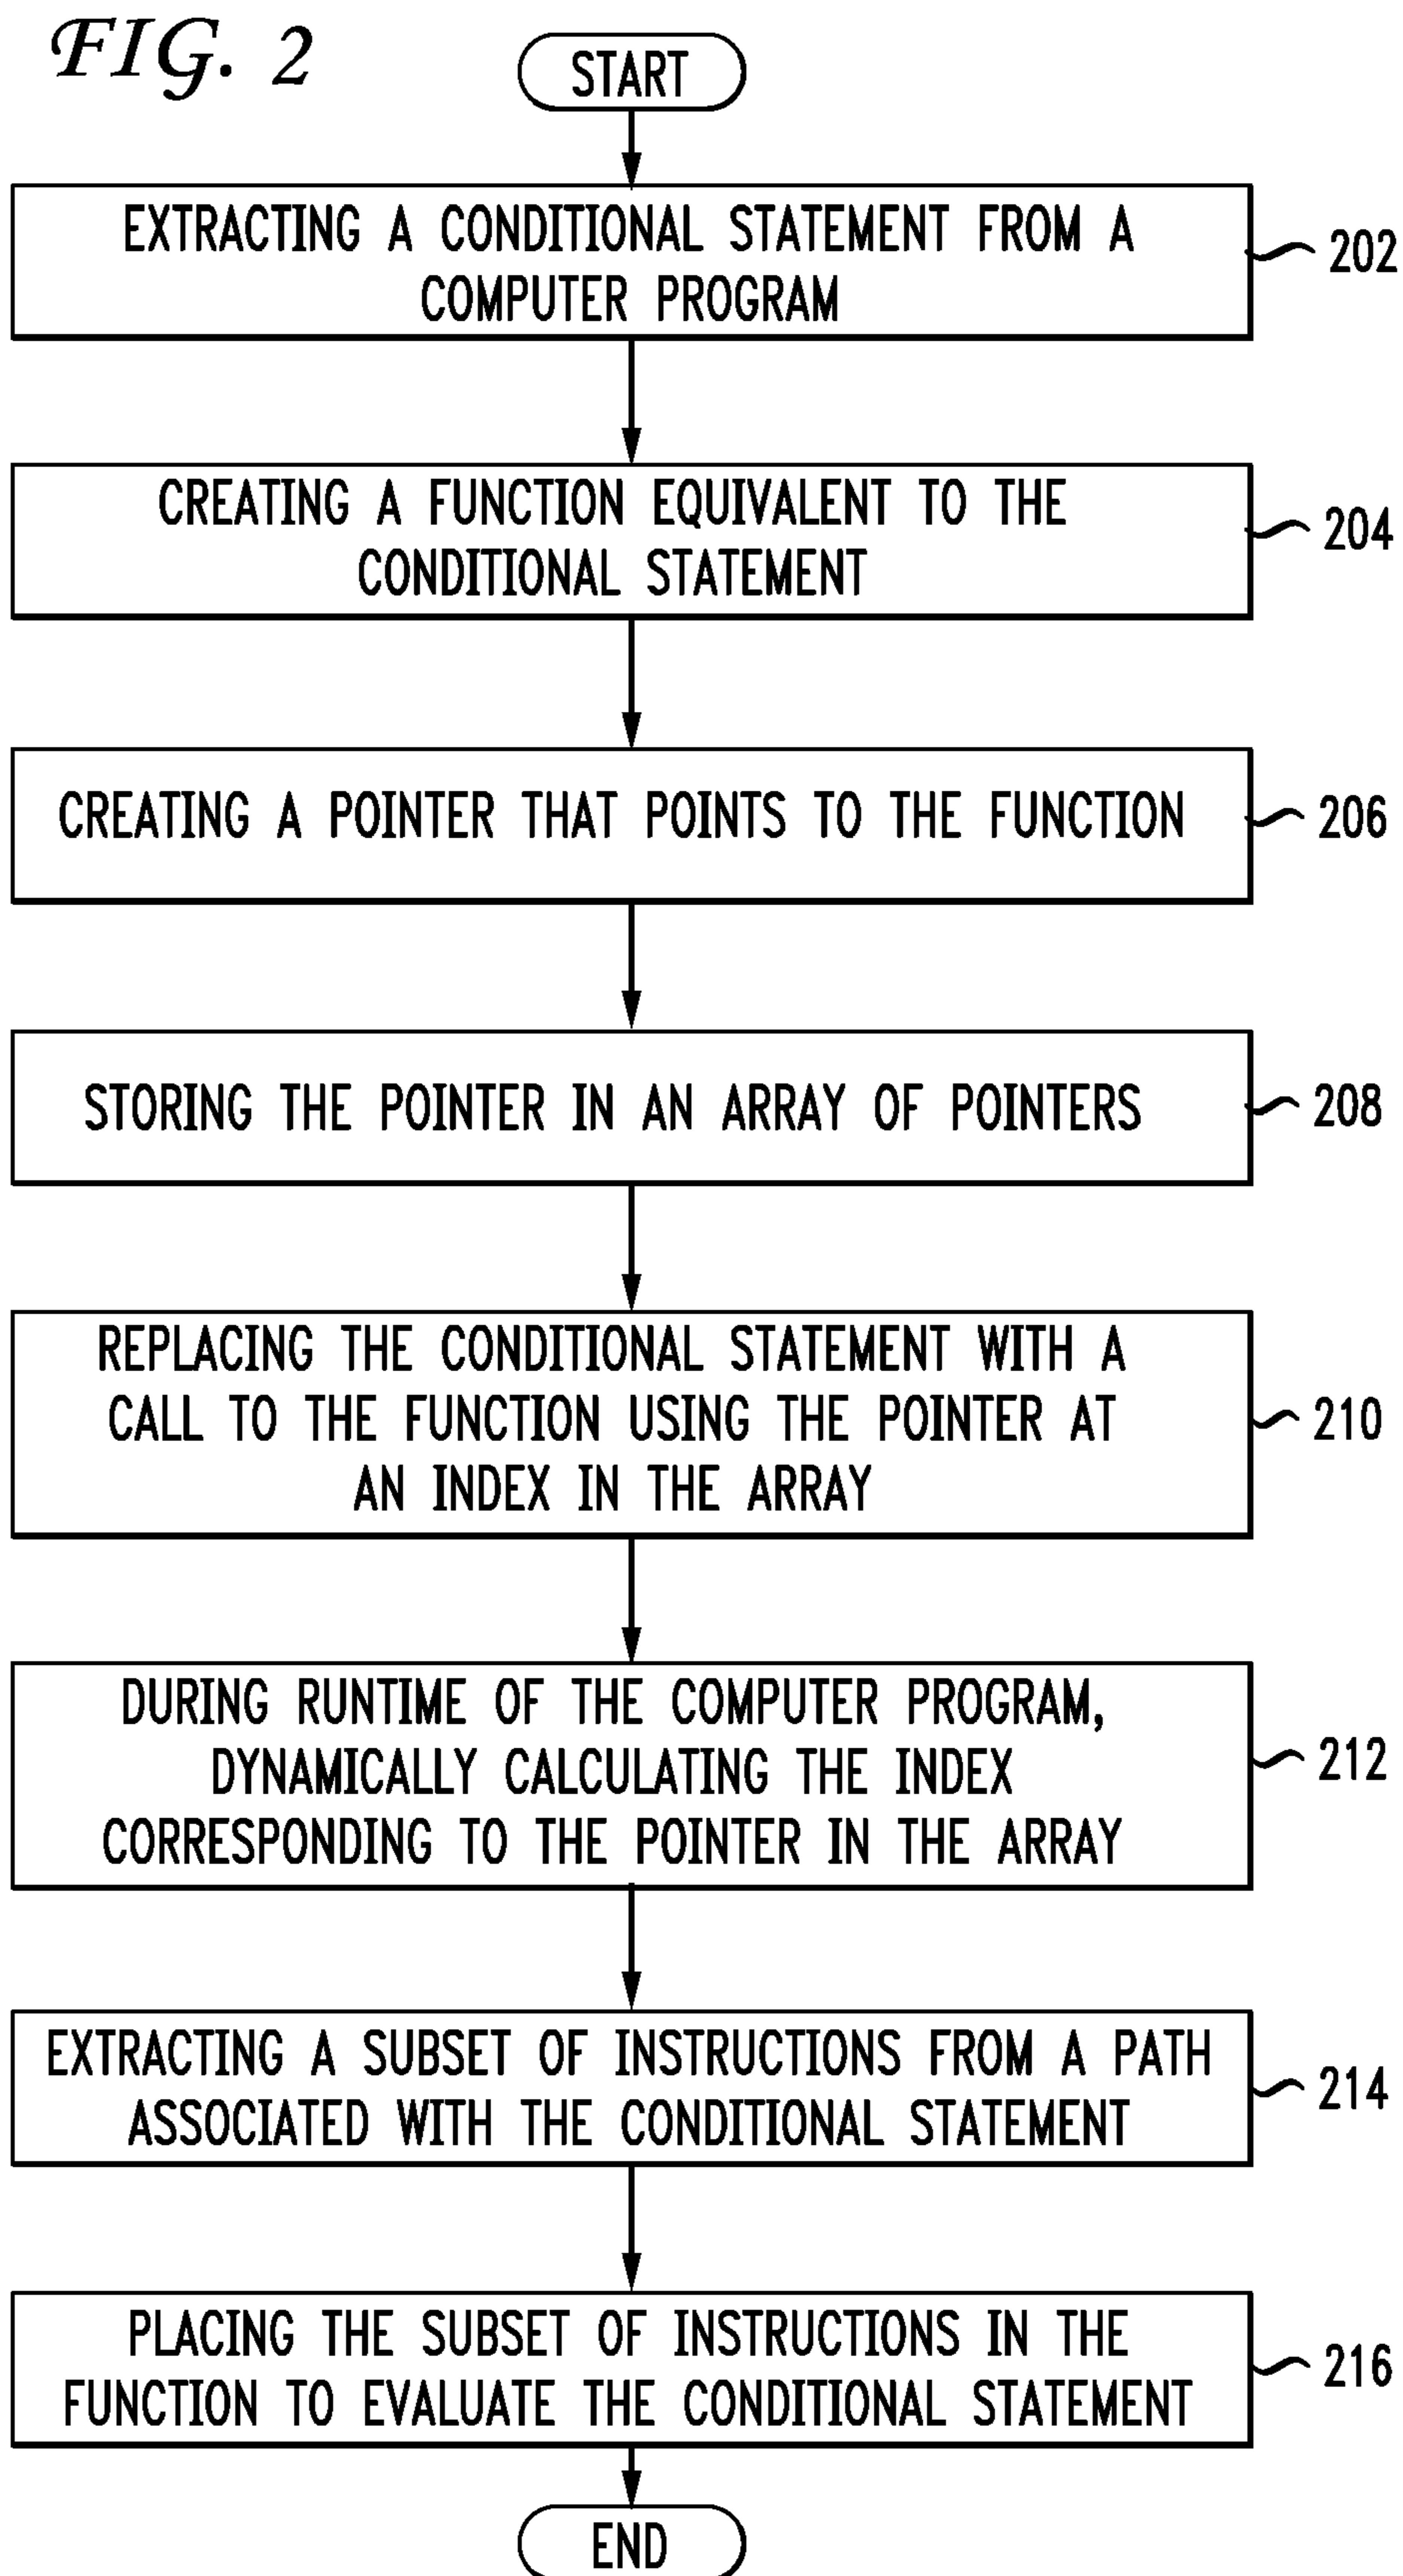 FIG. 2
START
EXTRACTING A CONDITIONAL STATEMENT FROM A
COMPUTER PROGRAM
202
CREATING A FUNCTION EQUIVALENT TO THE
CONDITIONAL STATEMENT
204
CREATING A POINTER THAT POINTS TO THE FUNCTION
206
STORING THE POINTER IN AN ARRAY OF POINTERS
208
REPLACING THE CONDITIONAL STATEMENT WITH A
CALL TO THE FUNCTION USING THE POINTER AT
AN INDEX IN THE ARRAY
210
DURING RUNTIME OF THE COMPUTER PROGRAM,
DYNAMICALLY CALCULATING THE INDEX
CORRESPONDING TO THE POINTER IN THE ARRAY
212
EXTRACTING A SUBSET OF INSTRUCTIONS FROM A PATH
ASSOCIATED WITH THE CONDITIONAL STATEMENT
214
PLACING THE SUBSET OF INSTRUCTIONS IN THE
FUNCTION TO EVALUATE THE CONDITIONAL STATEMENT
216
END